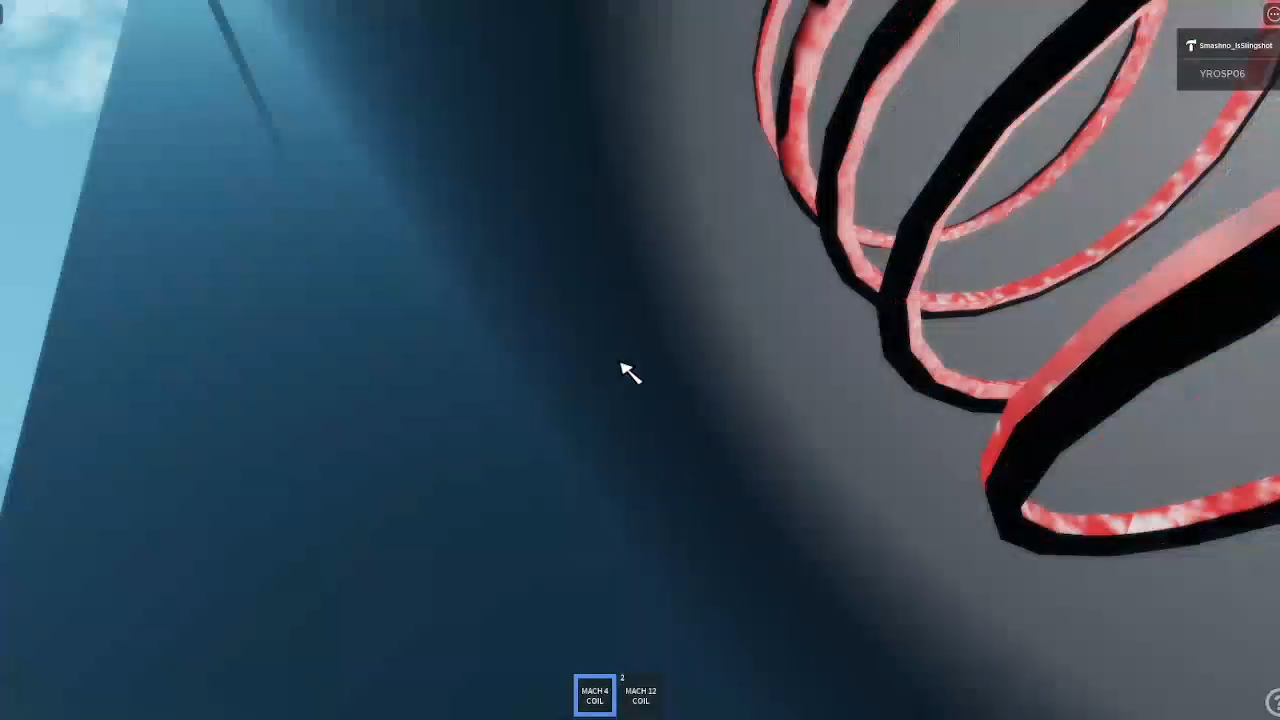 Smashno_IsSlingshot
YROSP06
2
MACH 4
COIL
MACH 12
COIL